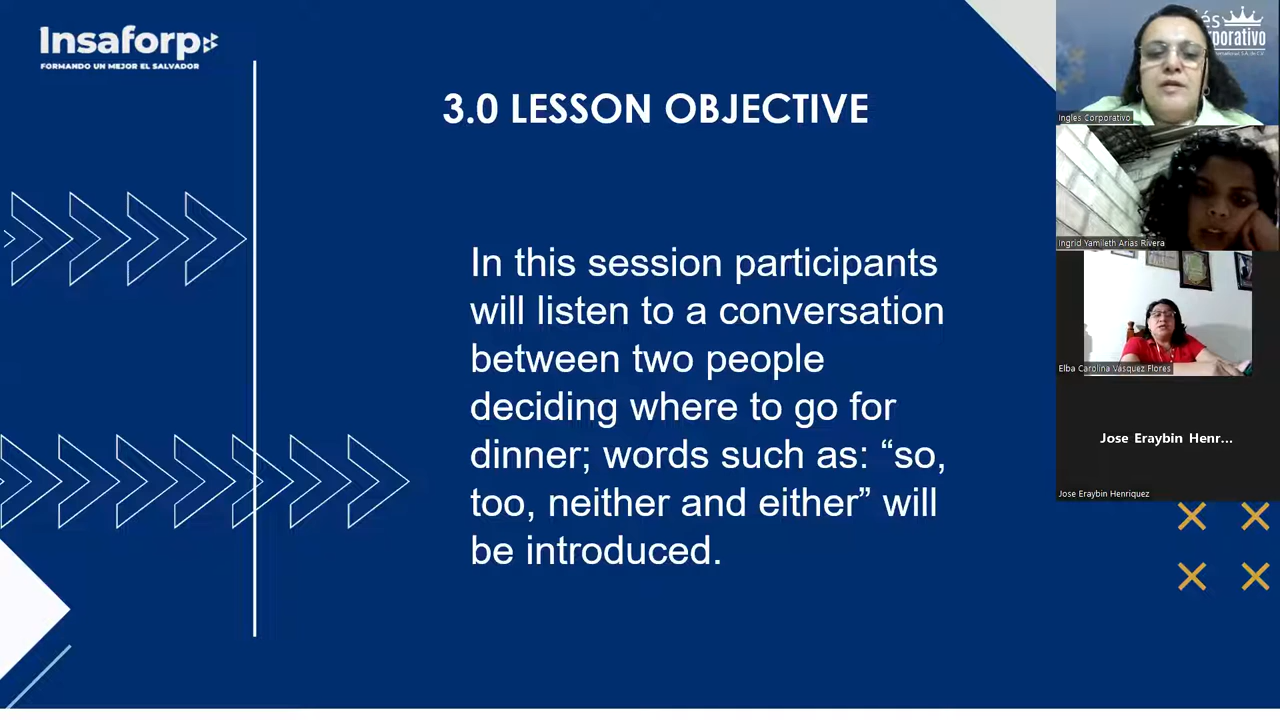 Insaforp
FORMANDO UN MEJOR EL SALVADOR
3.0 LESSON OBJECTIVE
In this session participants
will listen to a conversation
between two people
deciding where to go for
dinner; words such as: “so,
too, neither and either” will
be introduced.
Ingles Corporativo
Ingrid Yamileth Arias Rivera
Elba Carolina Vasquez Flores
Jose Eraybin Henr...
Jose Eraybin Henriquez